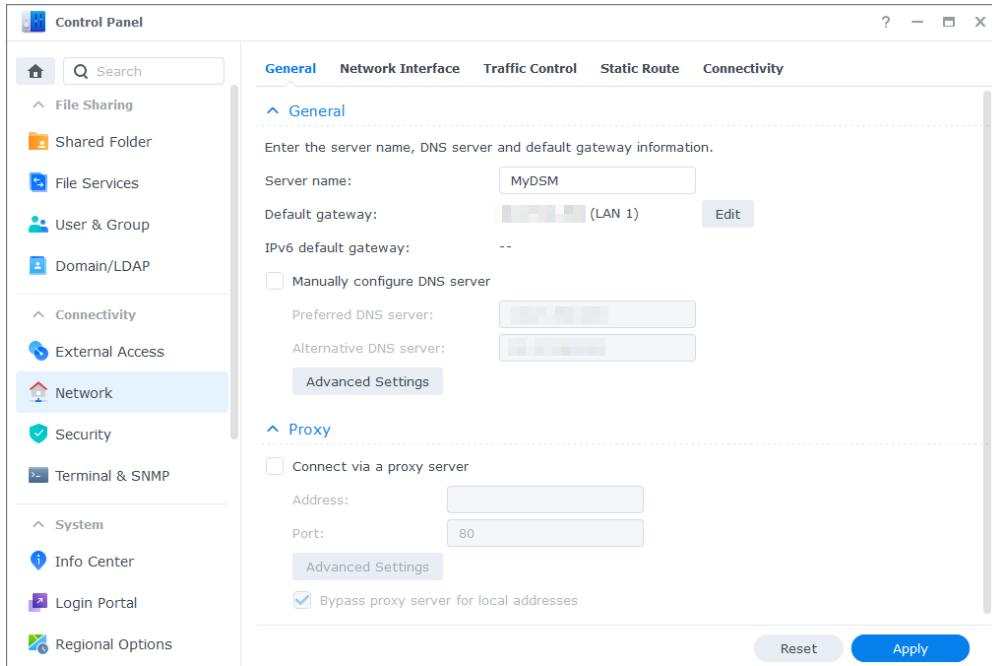 Control Panel
?
Search
File Sharing
Shared Folder
File Services
User & Group
Domain/LDAP
Connectivity
External Access
Network
Security
Terminal & SNMP
System
Info Center
Login Portal
Regional Options
General Network Interface Traffic Control Static Route Connectivity
General
Enter the server name, DNS server and default gateway information.
Server name: MyDSM
Default gateway: (LAN 1) Edit
IPv6 default gateway: --
Manually configure DNS server
Preferred DNS server:
Alternative DNS server:
Advanced Settings
Proxy
Connect via a proxy server
Address:
Port: 80
Advanced Settings
Bypass proxy server for local addresses
Reset Apply